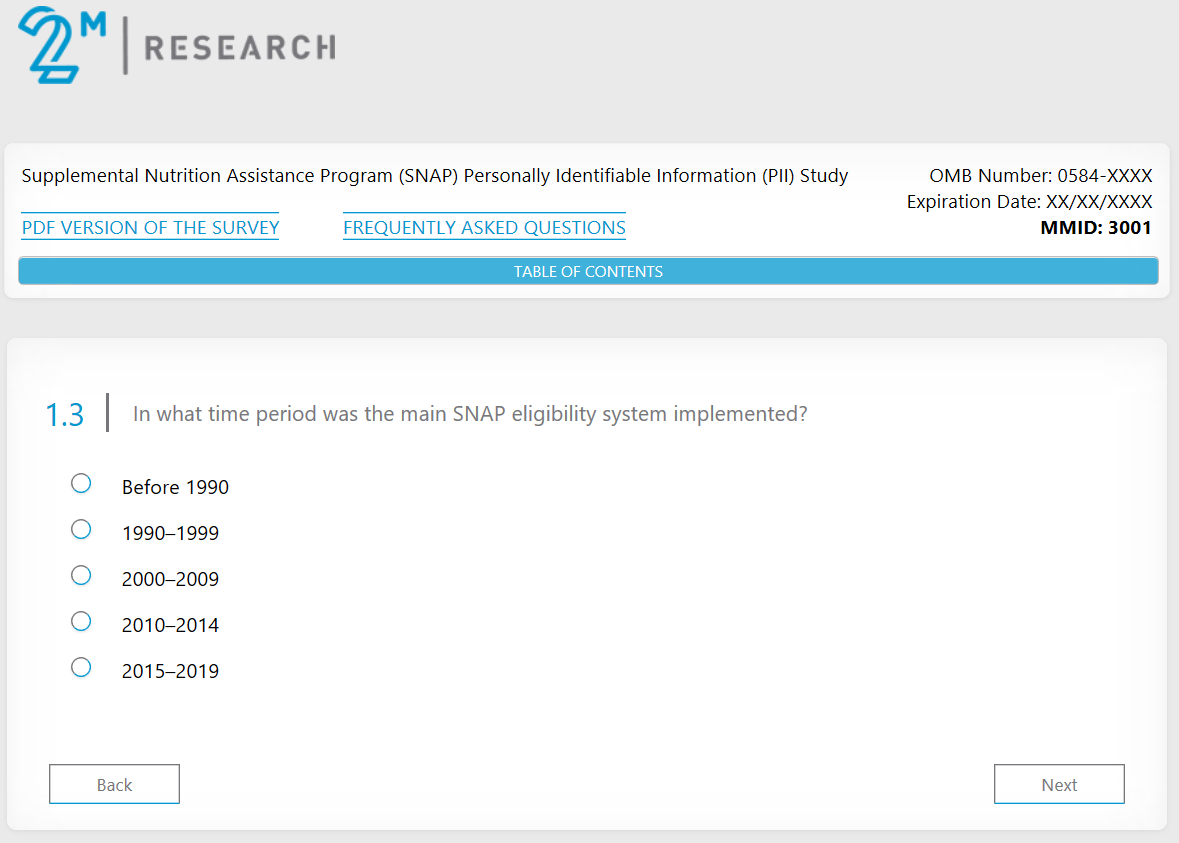 2M | RESEARCH
Supplemental Nutrition Assistance Program (SNAP) Personally Identifiable Information (PII) Study
OMB Number: 0584-XXXX
Expiration Date: XX/XX/XXXX
PDF VERSION OF THE SURVEY FREQUENTLY ASKED QUESTIONS
MMID: 3001
TABLE OF CONTENTS
1.3 | In what time period was the main SNAP eligibility system implemented?
Before 1990
1990–1999
2000–2009
2010–2014
2015–2019
Back Next